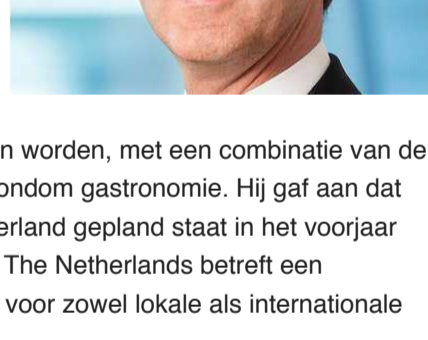 n worden, met een combinatie van de
ondom gastronomie. Hij gaf aan dat
erland gepland staat in het voorjaar
The Netherlands betreft een
voor zowel lokale als internationale